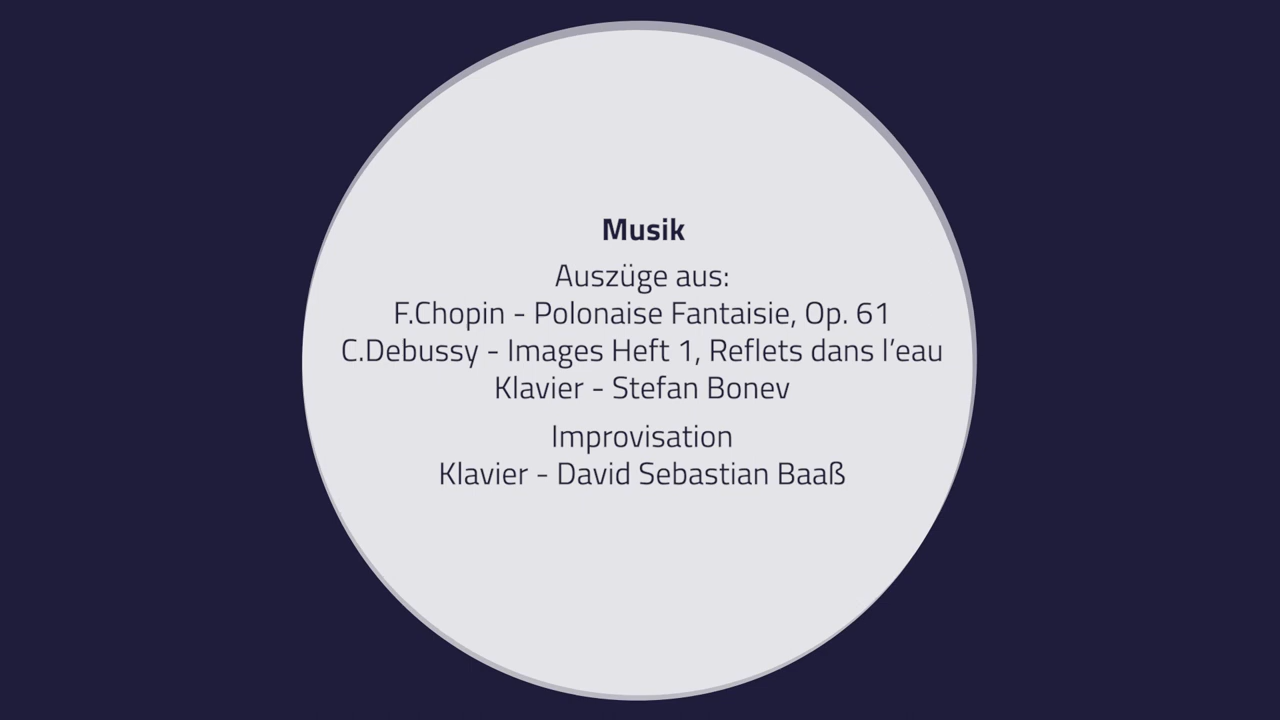 Musik
Auszüge aus:
F.Chopin - Polonaise Fantaisie, Op. 61
C.Debussy - Images Heft 1, Reflets dans l’eau
Klavier - Stefan Bonev
Improvisation
Klavier - David Sebastian Baaß